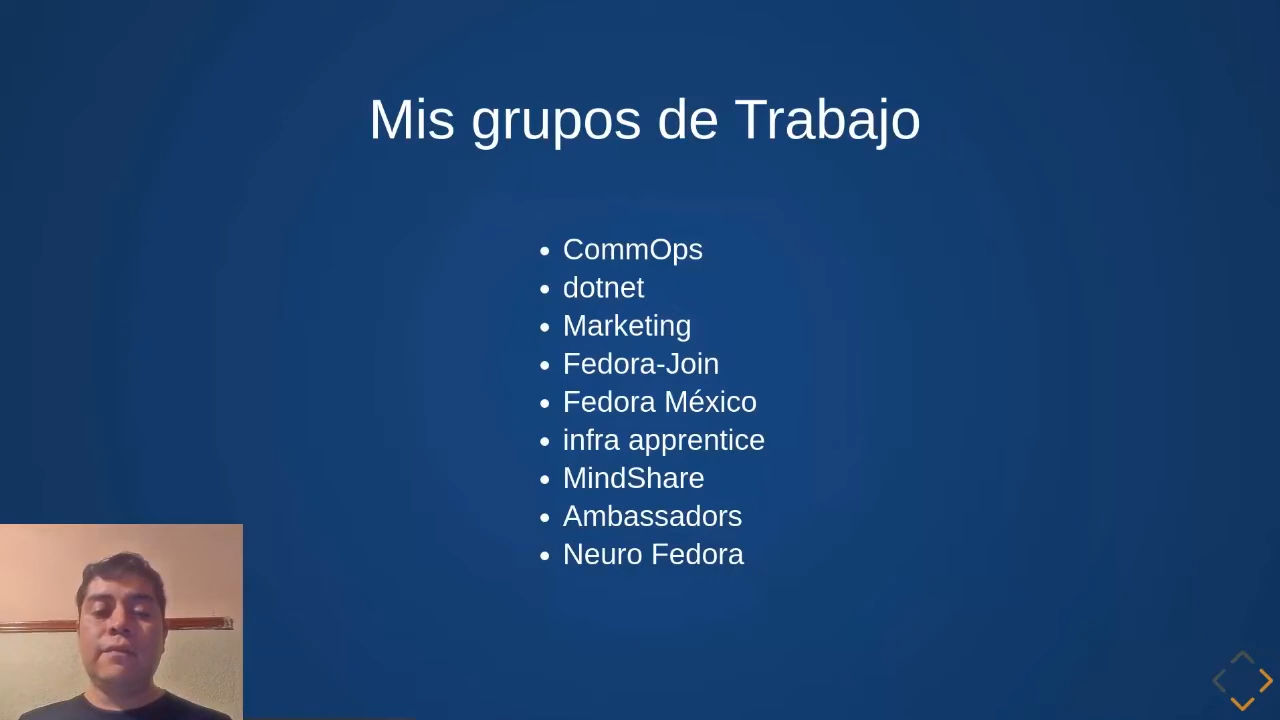 Mis grupos de Trabajo
CommOps
dotnet
Marketing
Fedora-Join
Fedora México
infra apprentice
MindShare
Ambassadors
Neuro Fedora